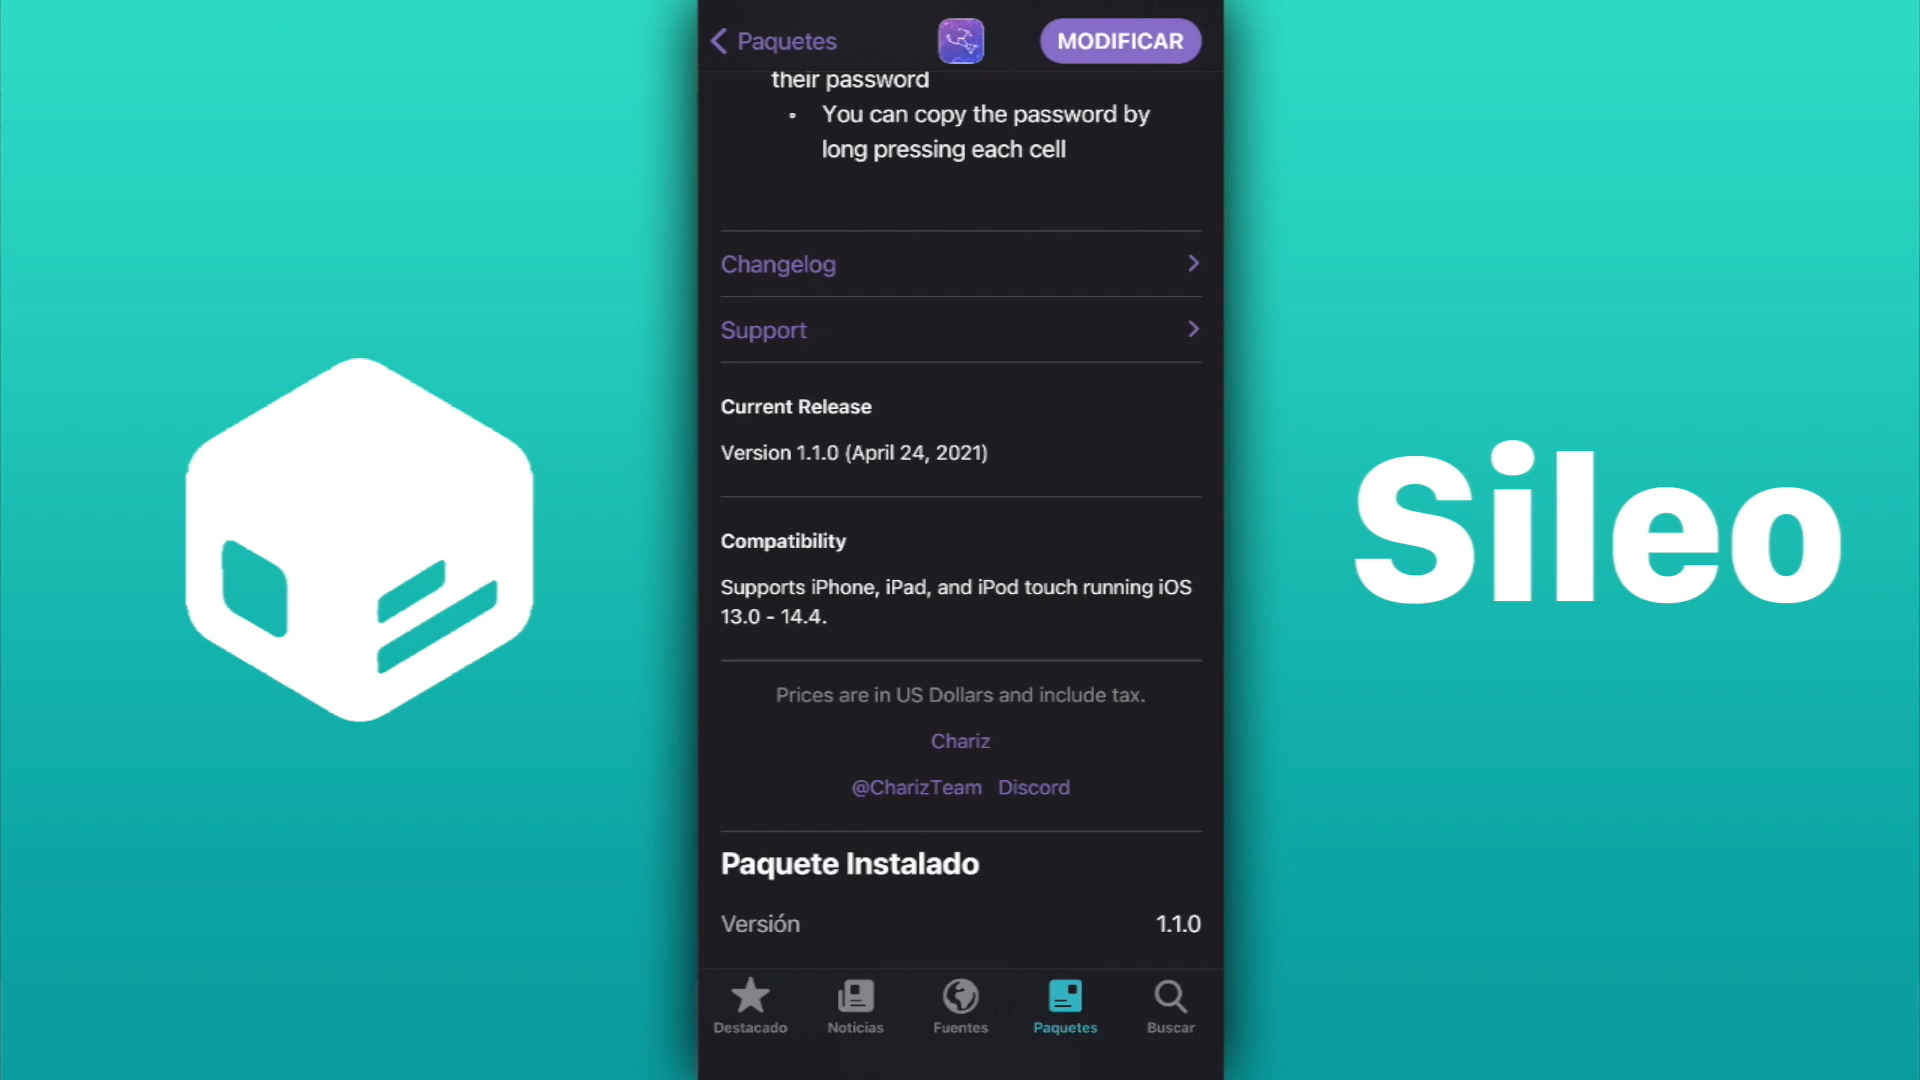 Paquetes
MODIFICAR
their password
• You can copy the password by
long pressing each cell
Changelog
Support
Current Release
Version 1.1.0 (April 24, 2021)
Compatibility
Supports iPhone, iPad, and iPod touch running iOS
13.0 - 14.4.
Prices are in US Dollars and include tax.
Chariz
@CharizTeam Discord
Paquete Instalado
Versión 1.1.0
Destacado Noticias Fuentes Paquetes Buscar
Sileo